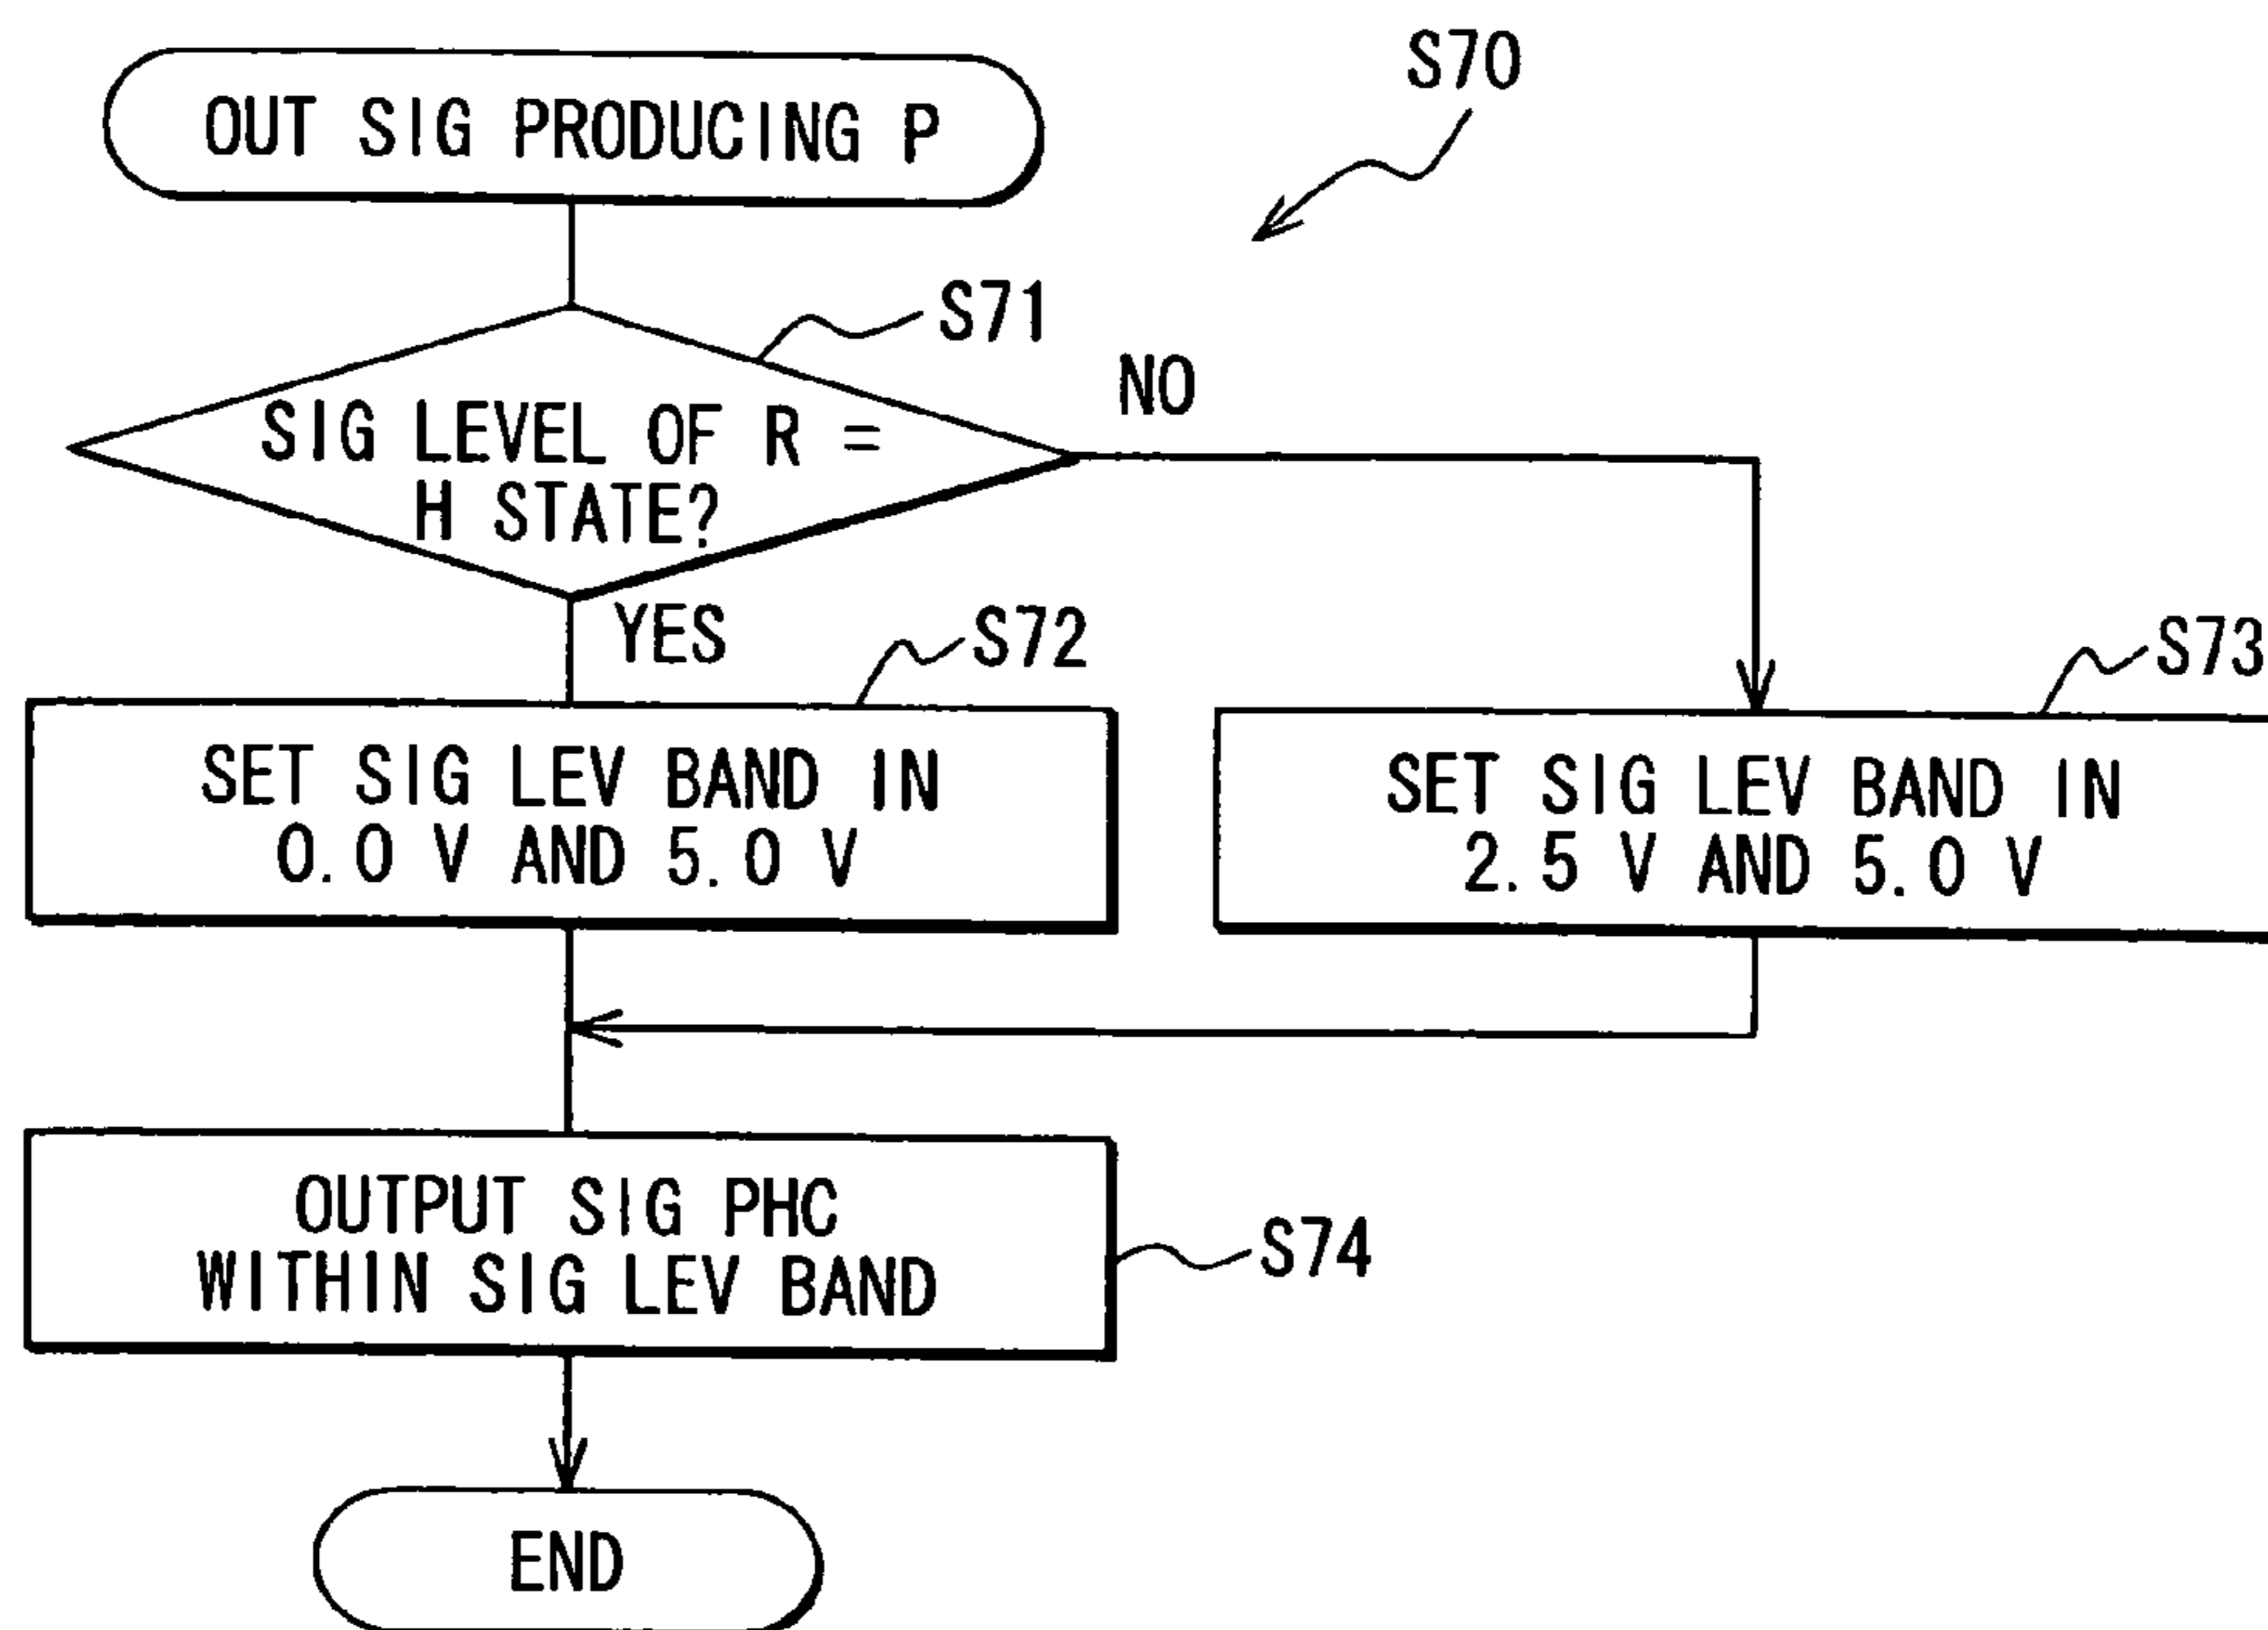 OUT SIG PRODUCING P
S70
S71
SIG LEVEL OF R =
H STATE?
NO
YES
S72
SET SIG LEV BAND IN
0.0 V AND 5.0 V
S73
SET SIG LEV BAND IN
2.5 V AND 5.0 V
OUTPUT SIG PHC
WITHIN SIG LEV BAND
S74
END